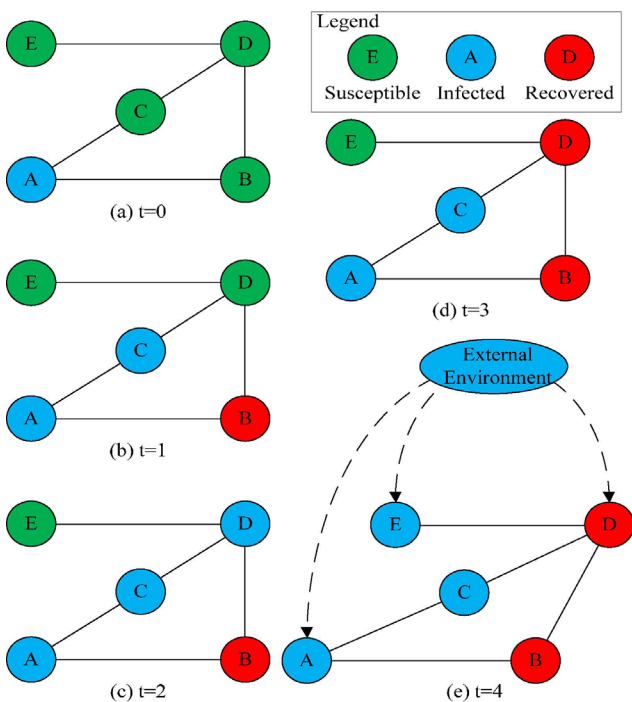 E D
C
A B
(a) t=0
E D
C
A B
(b) t=1
E D
C
A B
(c) t=2
Legend
E A D
Susceptible Infected Recovered
E D
C
A B
(d) t=3
External
Environment
E D
C
A B
(e) t=4